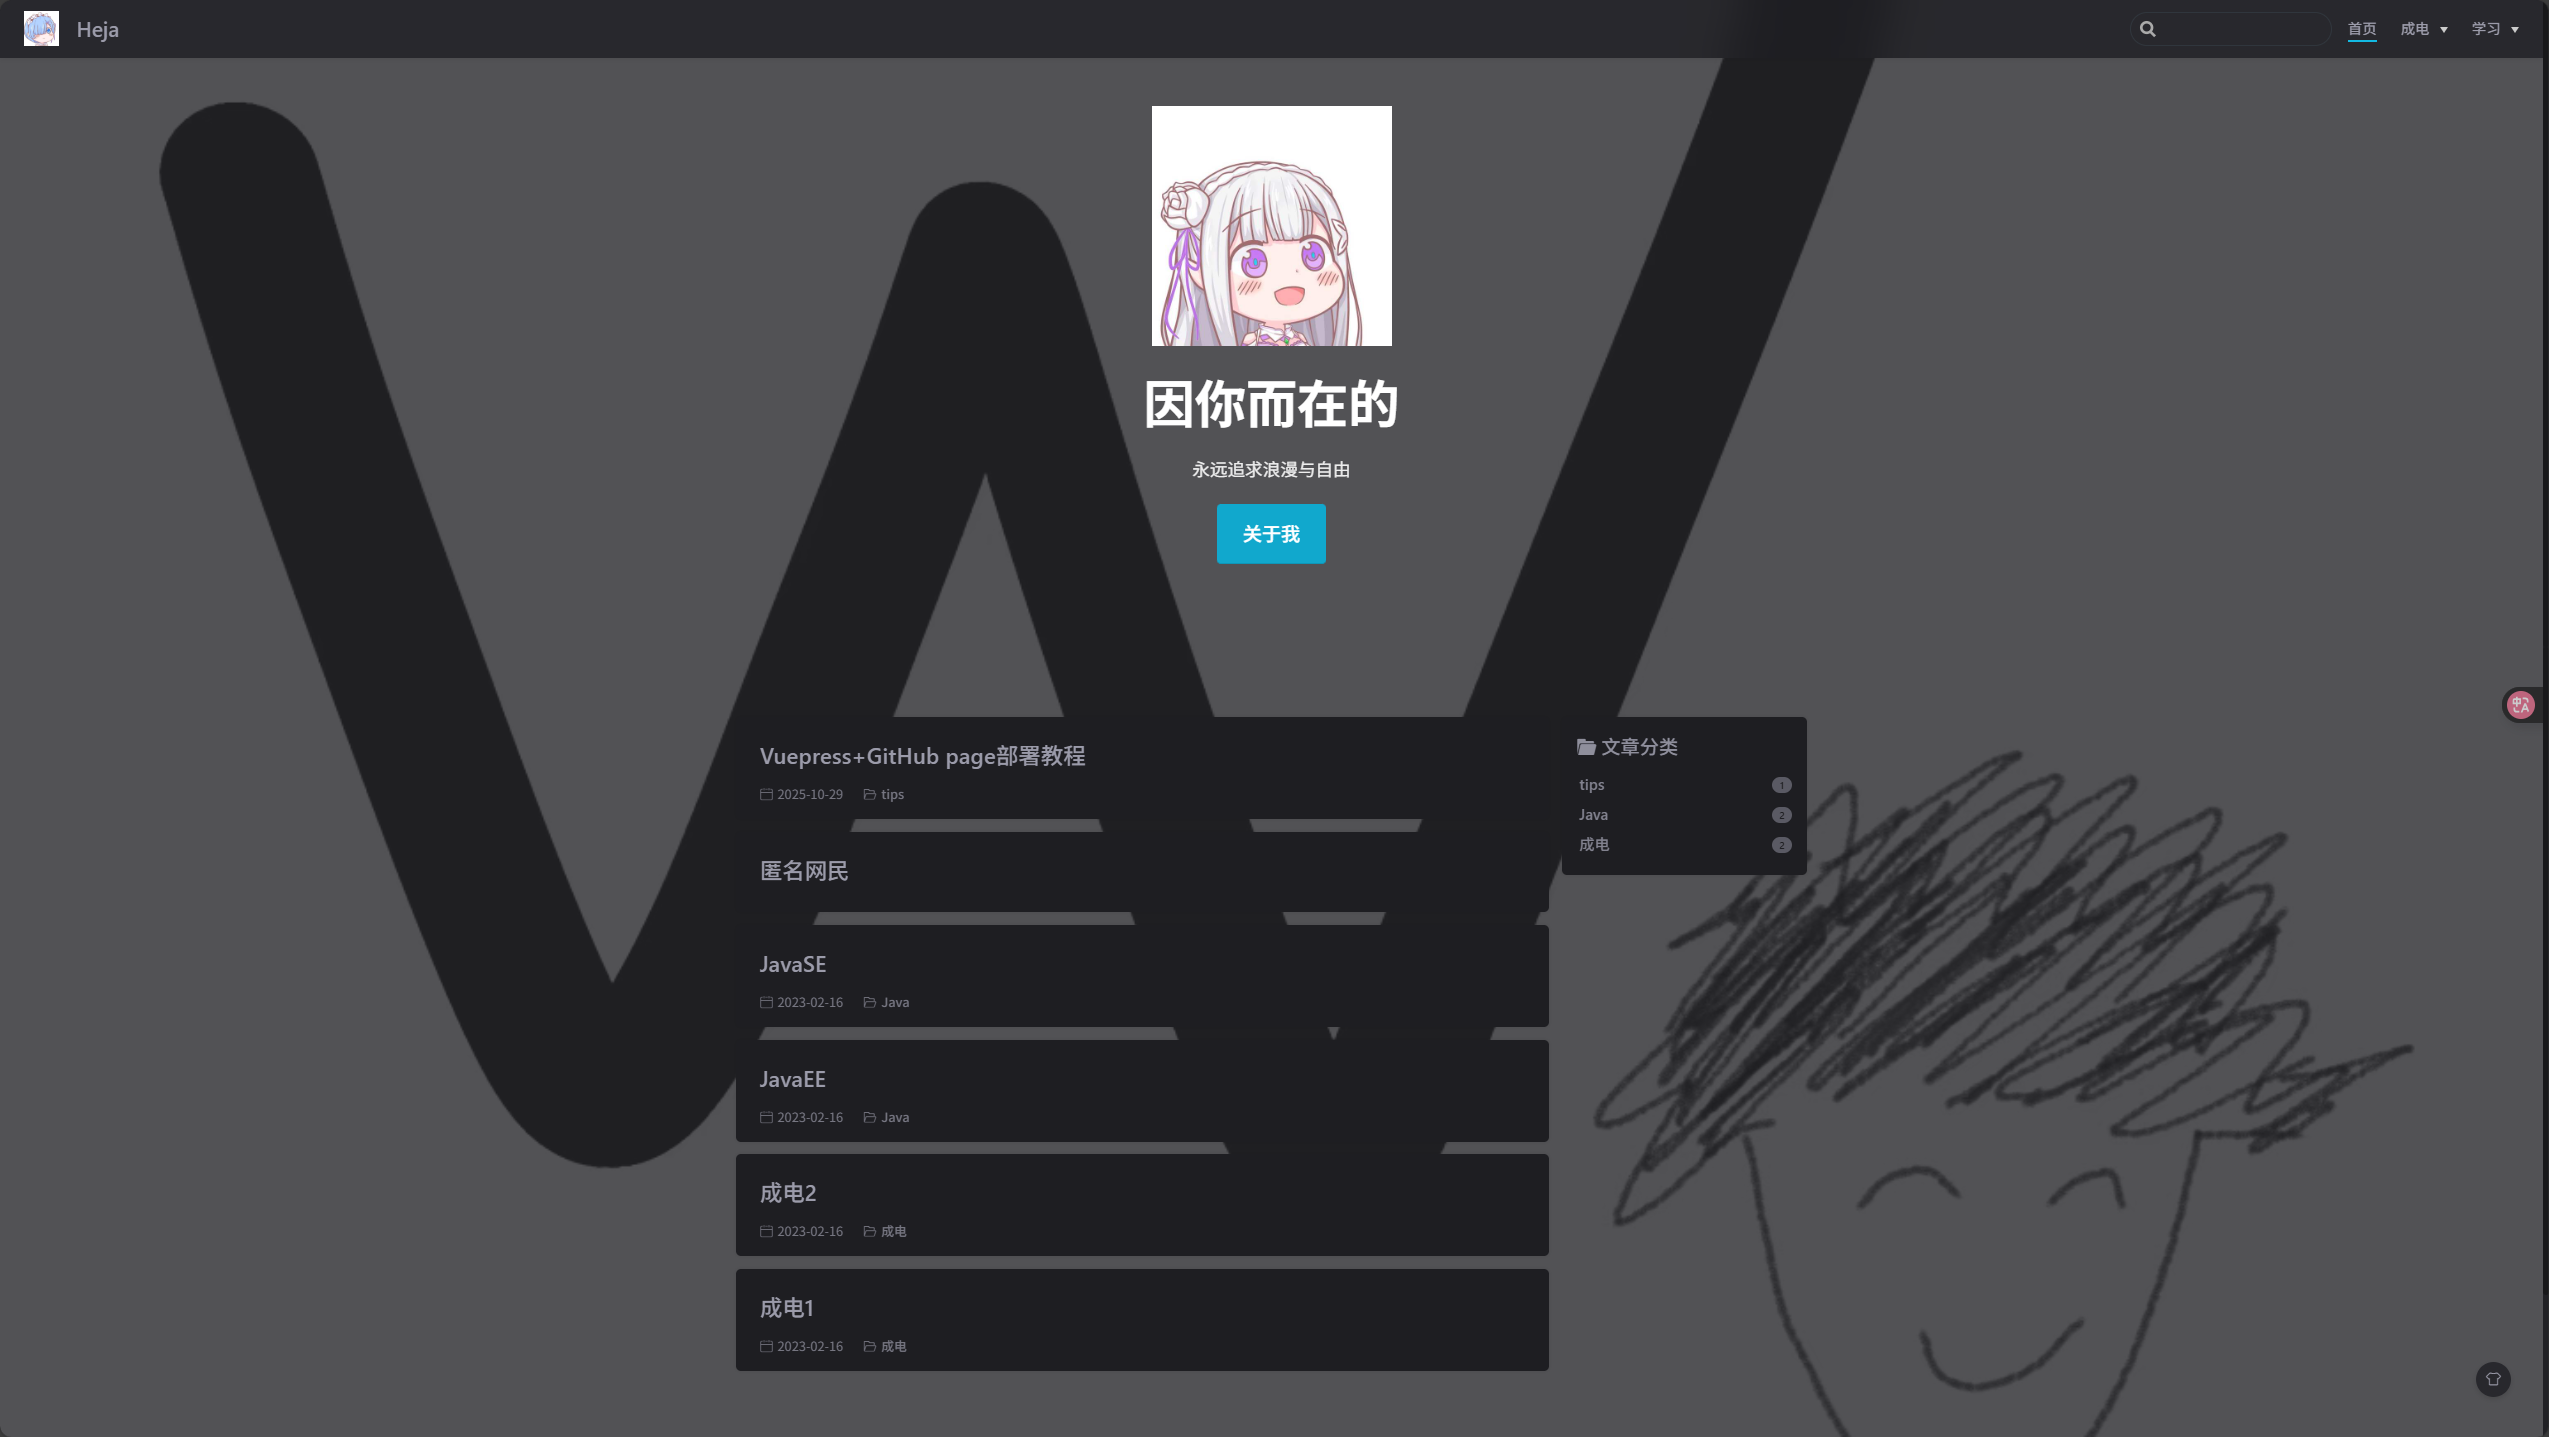 Heja
首页 成电 学习
因你而在的
永远追求浪漫与自由
关于我
Vuepress+GitHub page部署教程
2025-10-29 tips
匿名网民
JavaSE
2023-02-16 Java
JavaEE
2023-02-16 Java
成电2
2023-02-16 成电
成电1
2023-02-16 成电
文章分类
tips 1
Java 2
成电 2